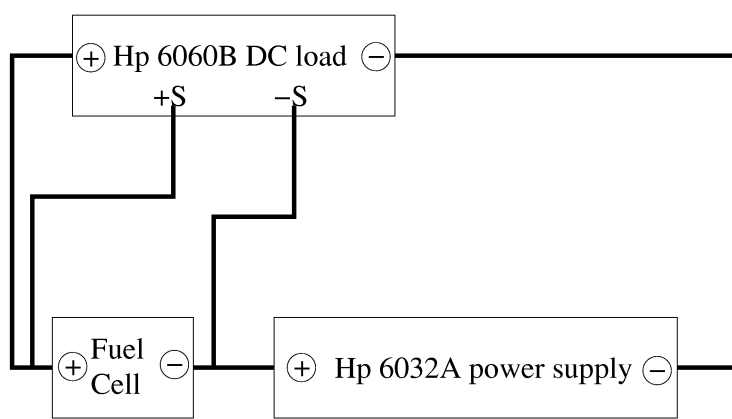 + Hp 6060B DC load −
+S −S
+ Fuel Cell −
+ Hp 6032A power supply −